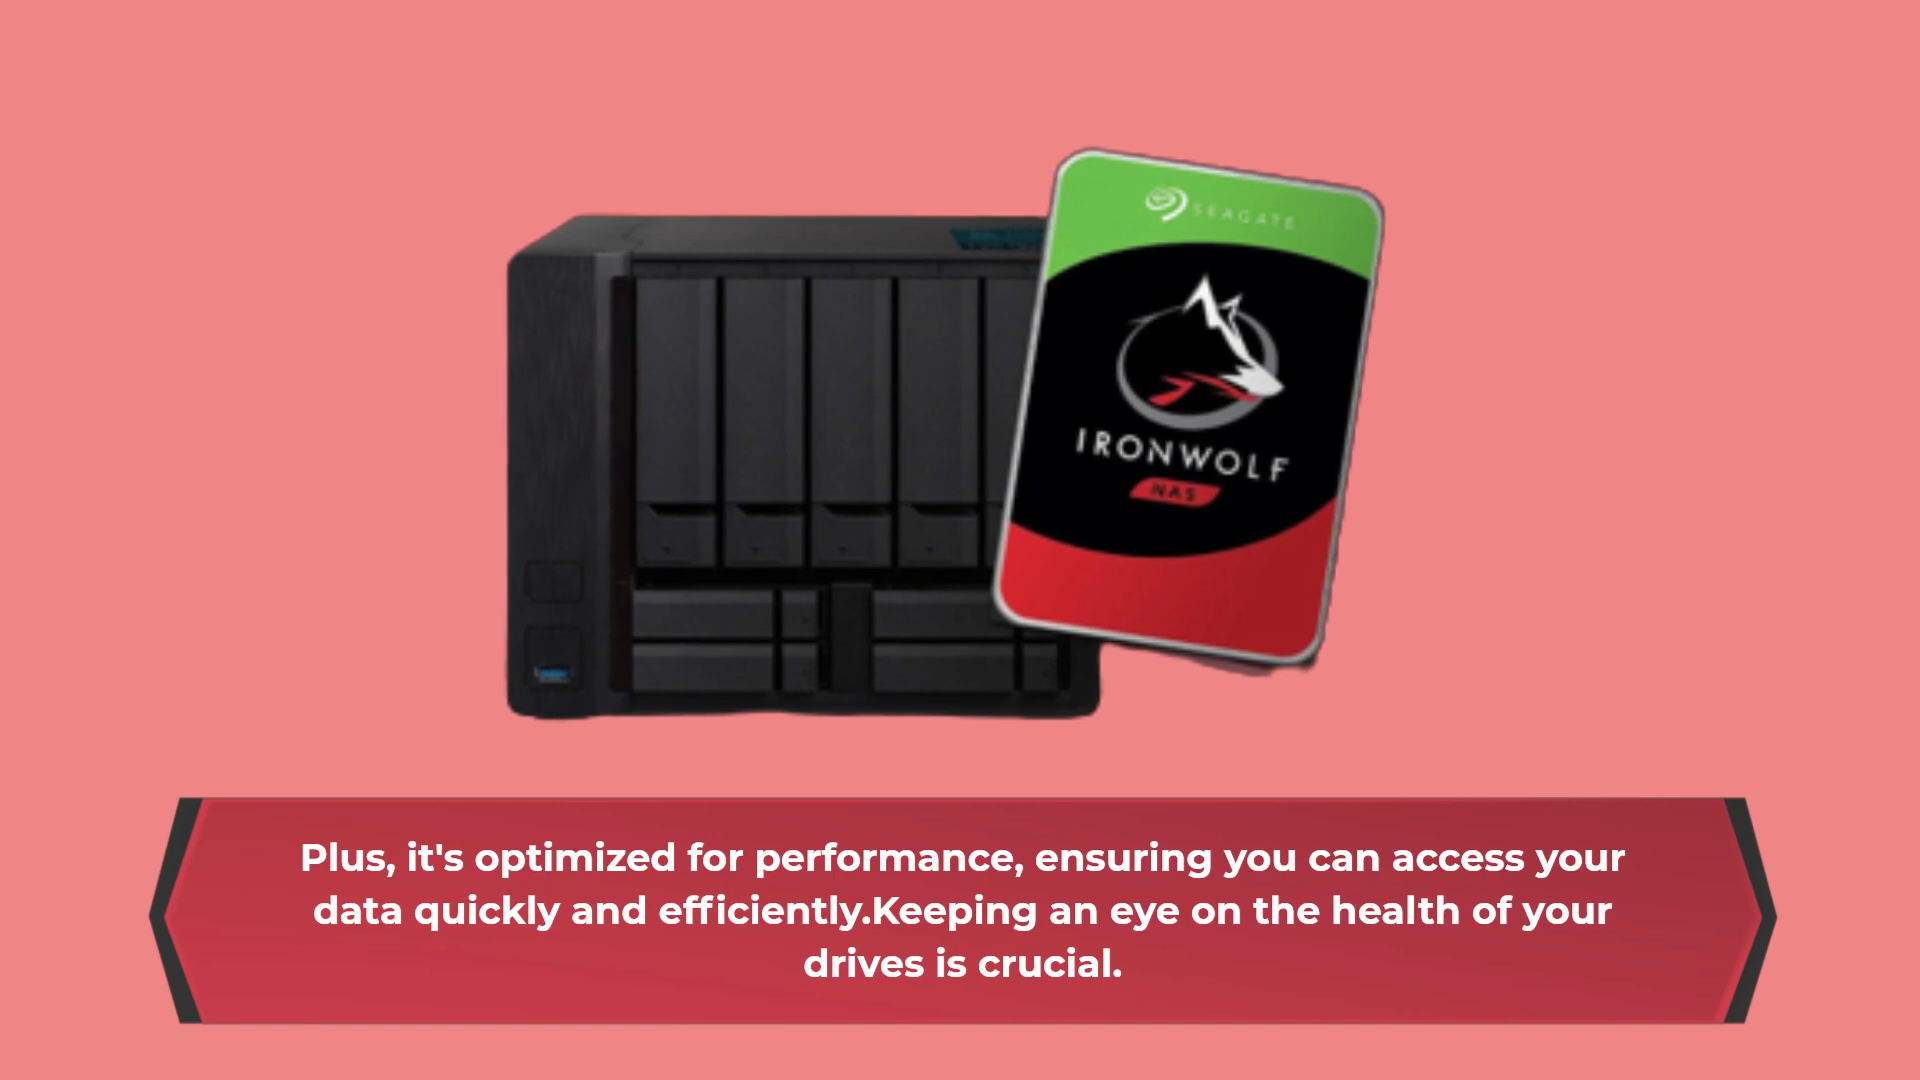 SEAGATE
IRONWOLF
NAS
Plus, it's optimized for performance, ensuring you can access your
data quickly and efficiently.Keeping an eye on the health of your
drives is crucial.